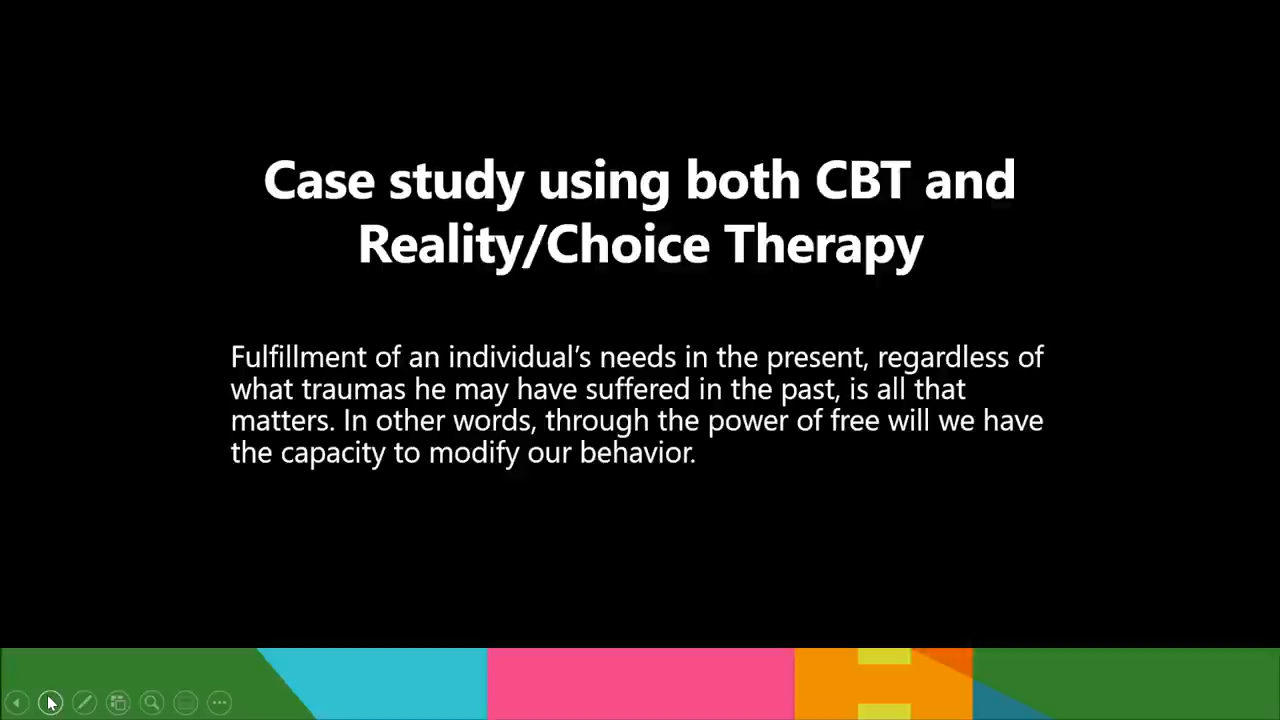 Case study using both CBT and
Reality/Choice Therapy
Fulfillment of an individual’s needs in the present, regardless of
what traumas he may have suffered in the past, is all that
matters. In other words, through the power of free will we have
the capacity to modify our behavior.